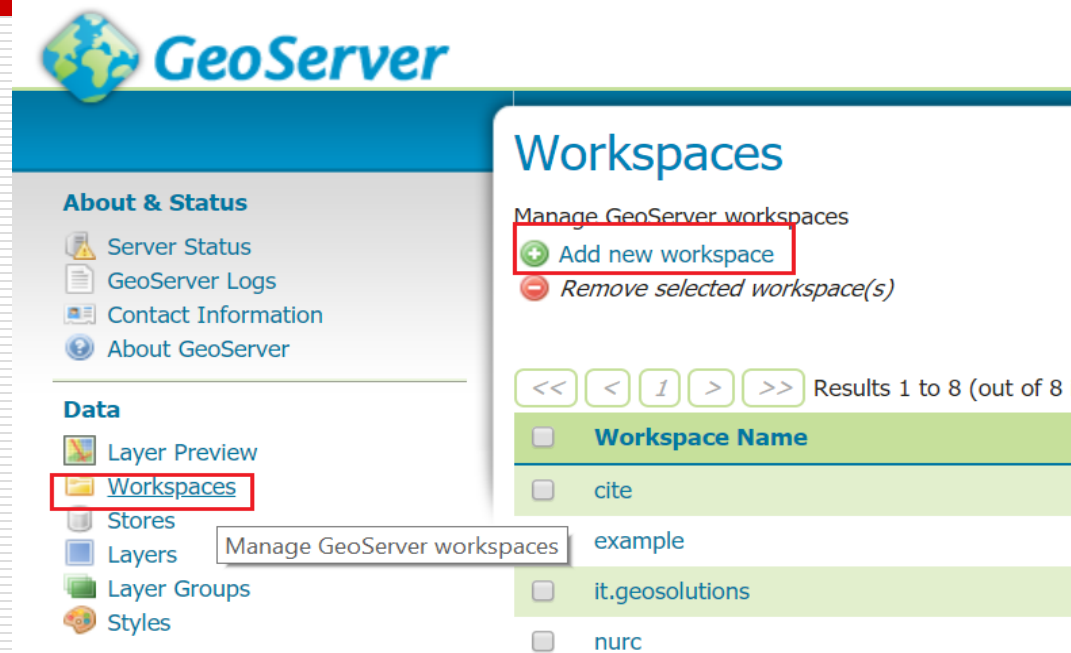 GeoServer
About & Status
Server Status
GeoServer Logs
Contact Information
About GeoServer
Data
Layer Preview
Workspaces
Stores
Layers
Layer Groups
Styles
Manage GeoServer workspaces
Workspaces
Manage GeoServer workspaces
Add new workspace
Remove selected workspace(s)
<< < 1 > >> Results 1 to 8 (out of 8
Workspace Name
cite
example
it.geosolutions
nurc